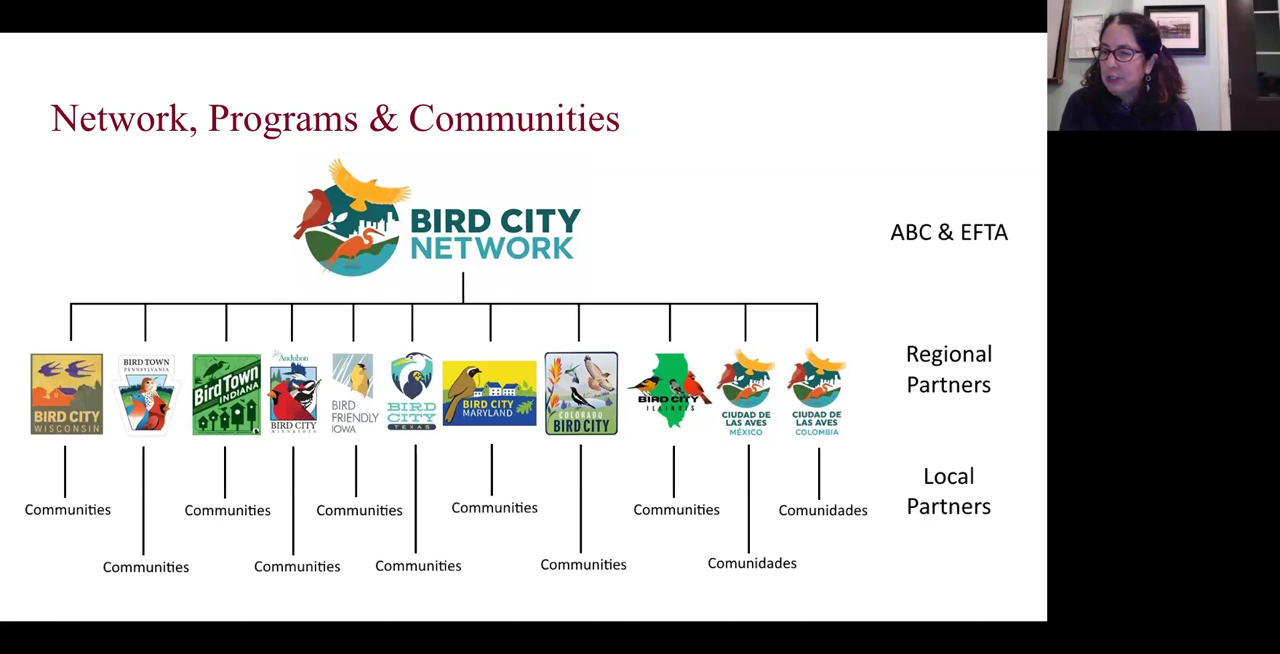 Network, Programs & Communities
BIRD CITY
NETWORK
ABC & EFTA
BIRD CITY
WISCONSIN
BIRD TOWN
PENNSYLVANIA
Bird Town
INDIANA
Audubon
BIRD CITY
MINNESOTA
BIRD
FRIENDLY
IOWA
BIRD
CITY
TEXAS
BIRD CITY
MARYLAND
COLORADO
BIRD CITY
BIRD CITY
ILLINOIS
CIUDAD DE
LAS AVES
MÉXICO
CIUDAD DE
LAS AVES
COLOMBIA
Regional
Partners
Communities
Communities
Communities
Communities
Communities
Communities
Communities
Communities
Communities
Comunidades
Comunidades
Local
Partners